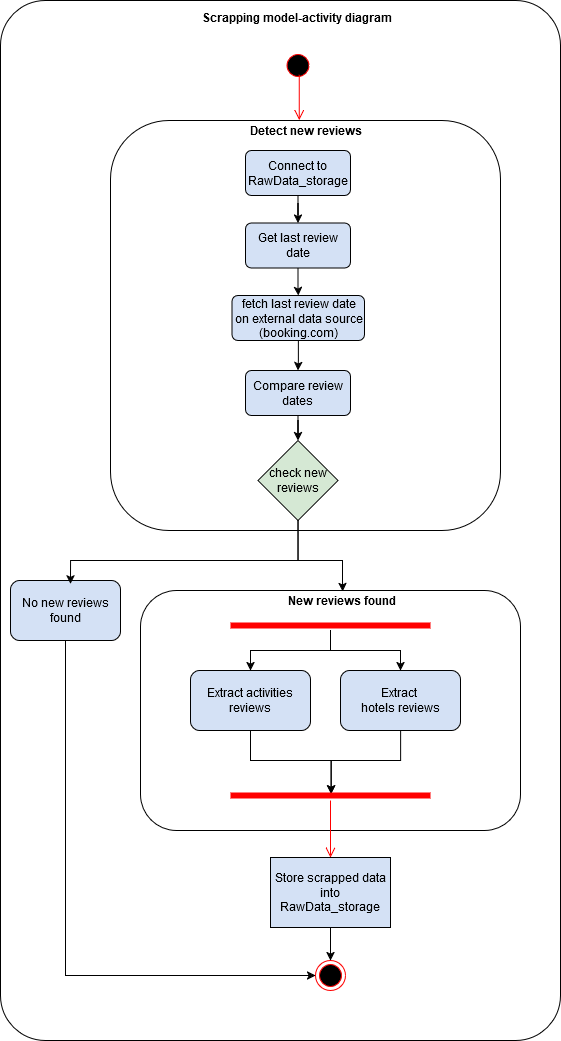 Scrapping model-activity diagram
Detect new reviews
Connect to
RawData_storage
Get last review
date
fetch last review date
on external data source
(booking.com)
Compare review
dates
check new
reviews
No new reviews
found
New reviews found
Extract activities
reviews
Extract
hotels reviews
Store scrapped data
into
RawData_storage